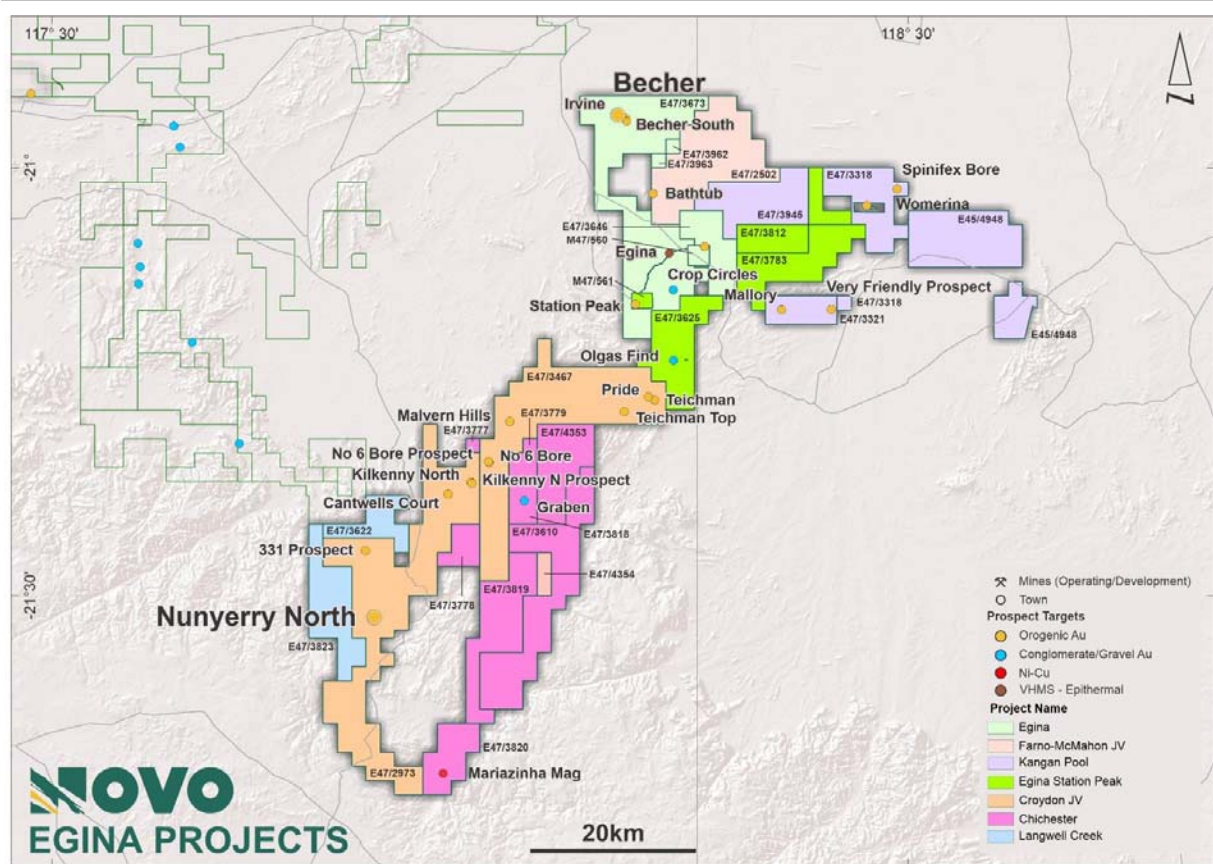 117° 30'
118° 30'
Becher
Irvine
E47/3673
Becher-South
E47/3962
E47/3963
-21°
E47/2502
E47/3318
Spinifex Bore
Bathtub
Womerina
E47/3945
E45/4948
E47/3646
E47/3812
M47/560
Egina
E47/3783
Crop Circles
M47/561
Mallory
Very Friendly Prospect
Station Peak
E47/3318
E47/3625
E47/3321
E45/4948
Olgas Find
E47/3467
Pride
Teichman
Malvern Hills
E47/3779
Teichman Top
E47/3777
E47/4353
No 6 Bore Prospect
No 6 Bore
Kilkenny North
Kilkenny N Prospect
Cantwells Court
Graben
E47/3622
E47/3610
E47/3818
331 Prospect
E47/4354
-21°30'
E47/3819
E47/3778
Nunyerry North
E47/3823
E47/3820
E47/2973
Mariazinha Mag
Mines (Operating/Development)
Town
Prospect Targets
Orogenic Au
Conglomerate/Gravel Au
Ni-Cu
VHMS - Epithermal
Project Name
Egina
Farno-McMahon JV
Kangan Pool
Egina Station Peak
Croydon JV
Chichester
Langwell Creek
NOVO
EGINA PROJECTS
20km
Z